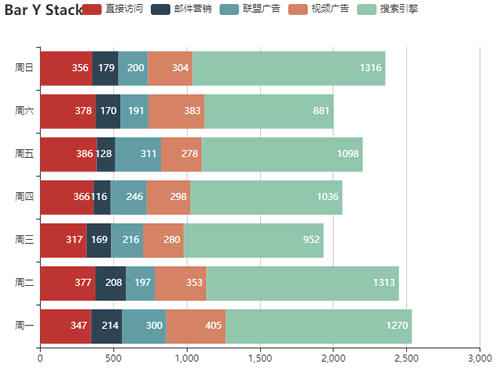 Bar Y Stack 直接访问 邮件营销 联盟广告 视频广告 搜索引擎
周日 356 179 200 304 1316
周六 378 170 191 383 881
周五 386 128 311 278 1098
周四 366 116 246 298 1036
周三 317 169 216 280 952
周二 377 208 197 353 1313
周一 347 214 300 405 1270
0 500 1,000 1,500 2,000 2,500 3,000